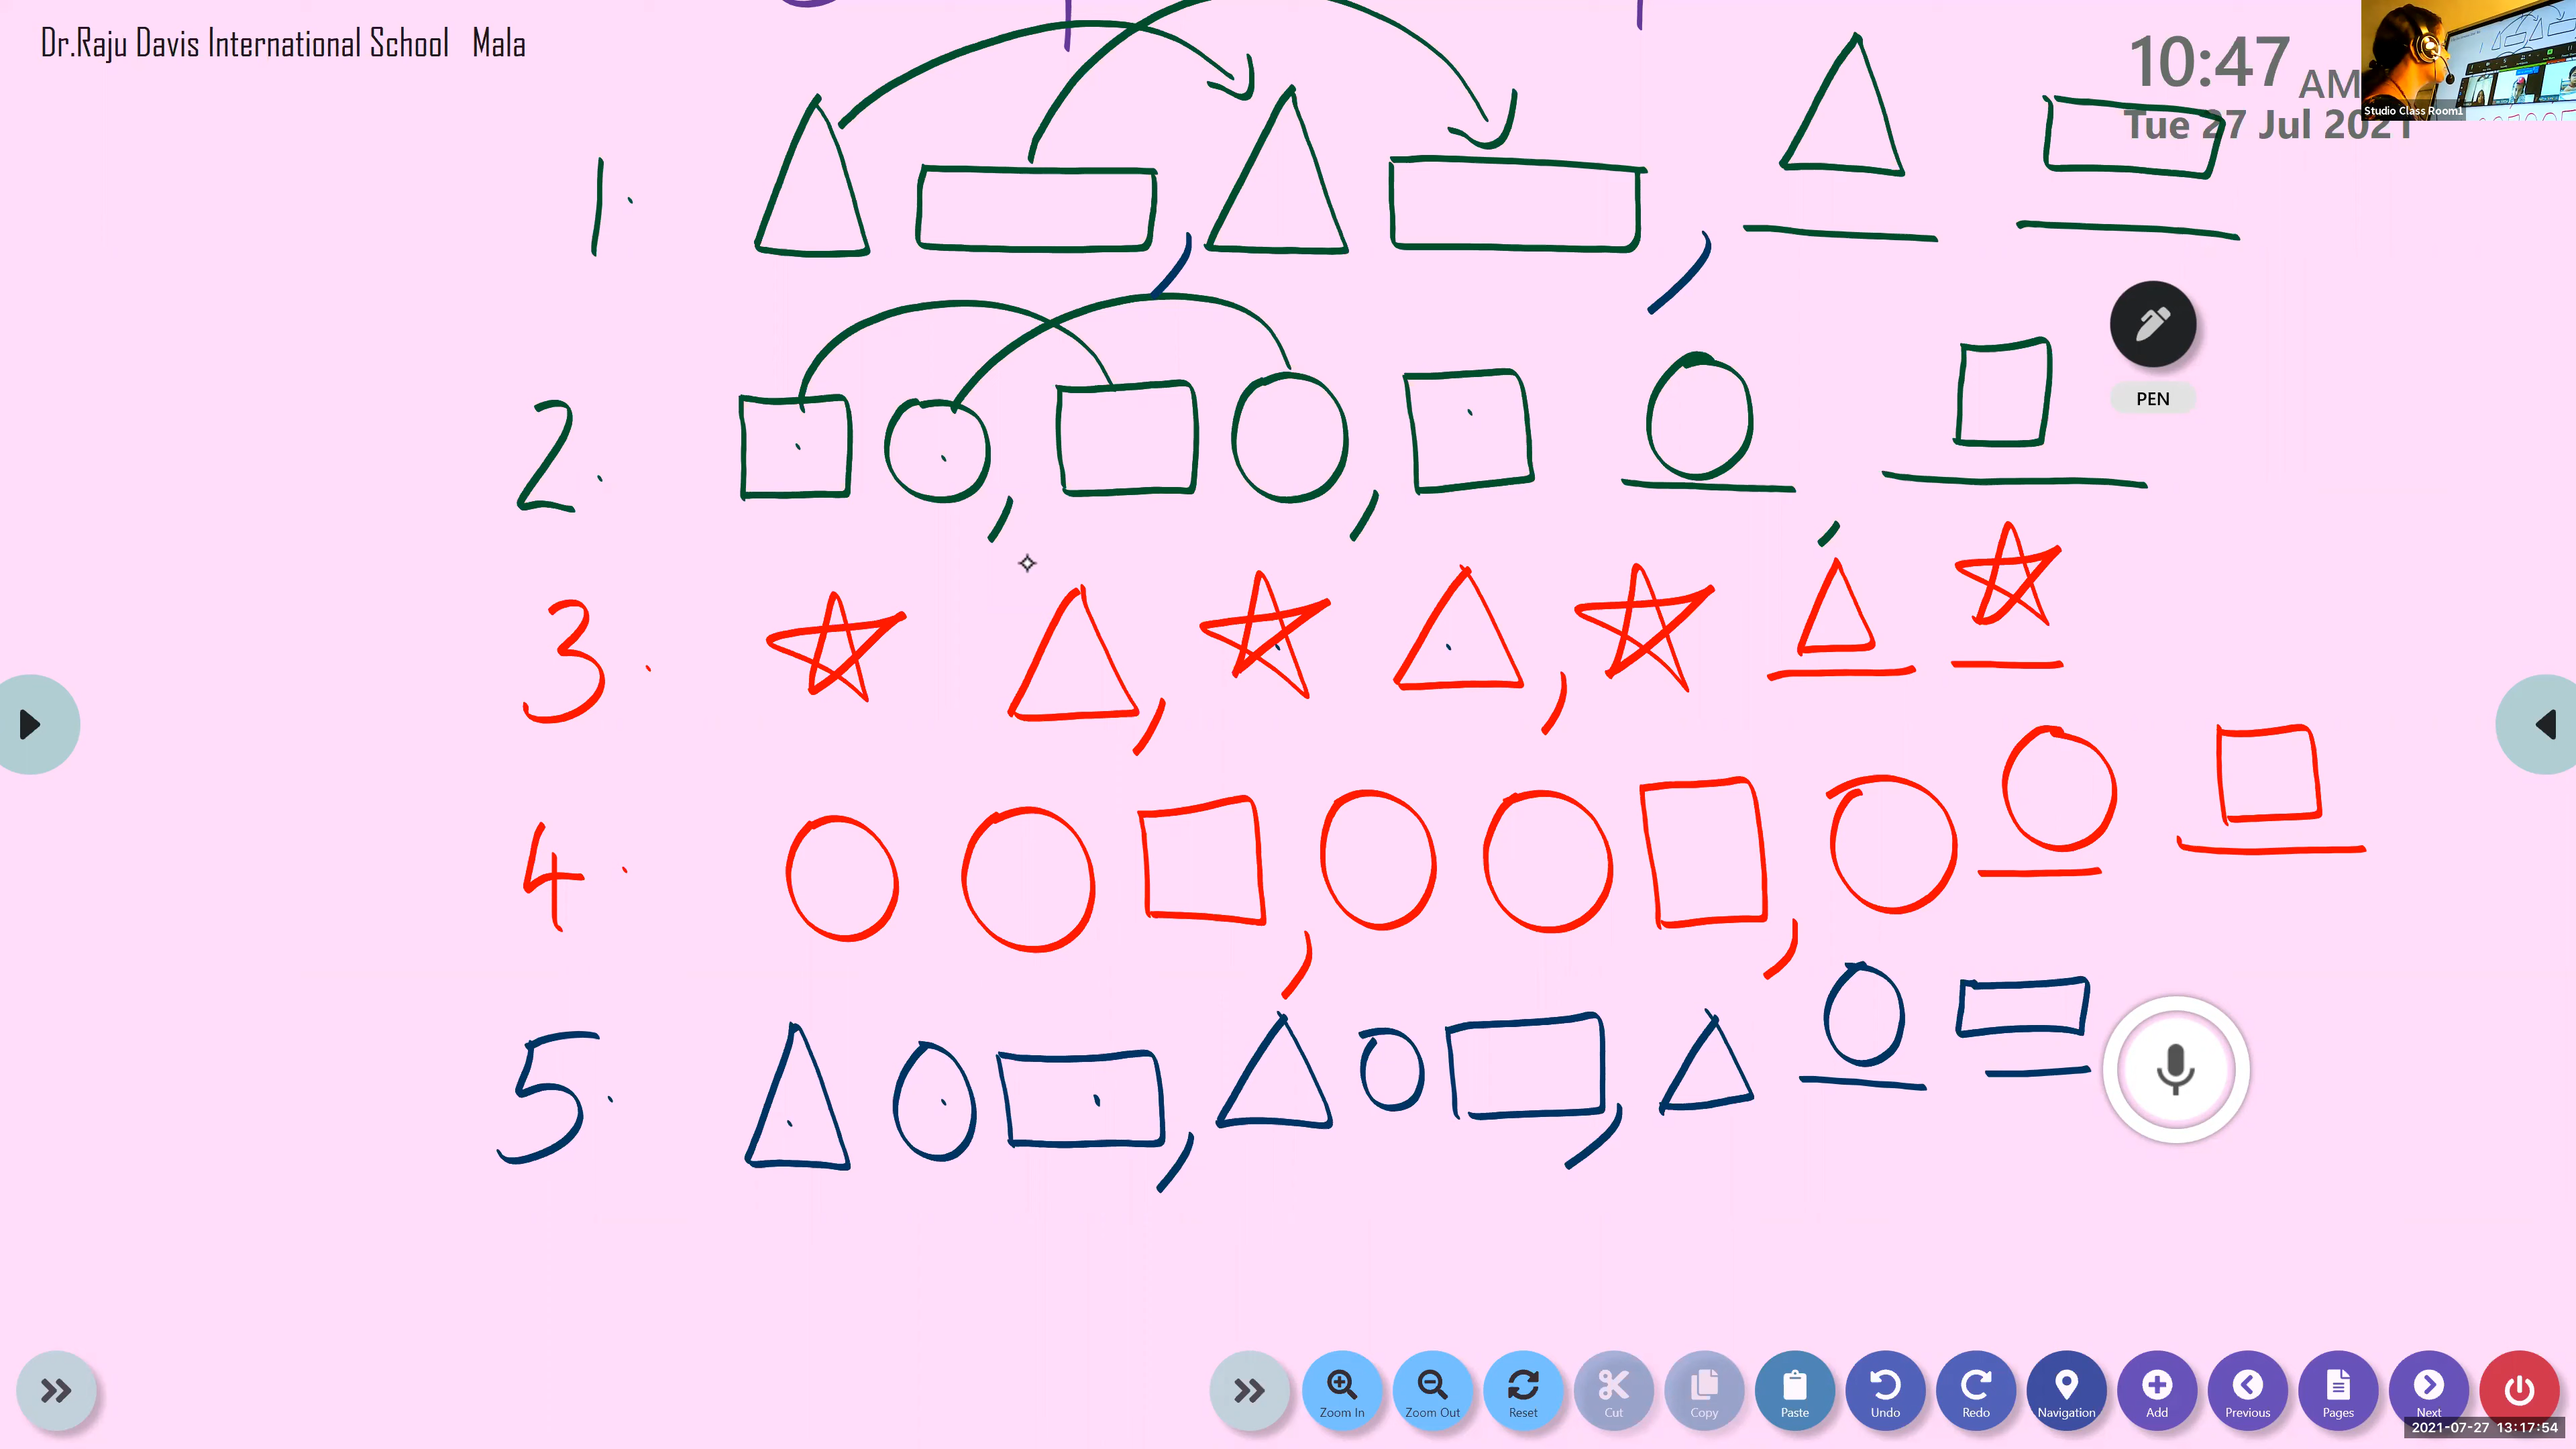 Dr.Raju Davis International School Mala
10:47 AM
Tue 27 Jul 2021
Studio Class Room1
1.
2.
PEN
3.
4.
5.
Zoom In Zoom Out Reset Cut Copy Paste Undo Redo Navigation Add Previous Pages Next
2021-07-27 13:17:54